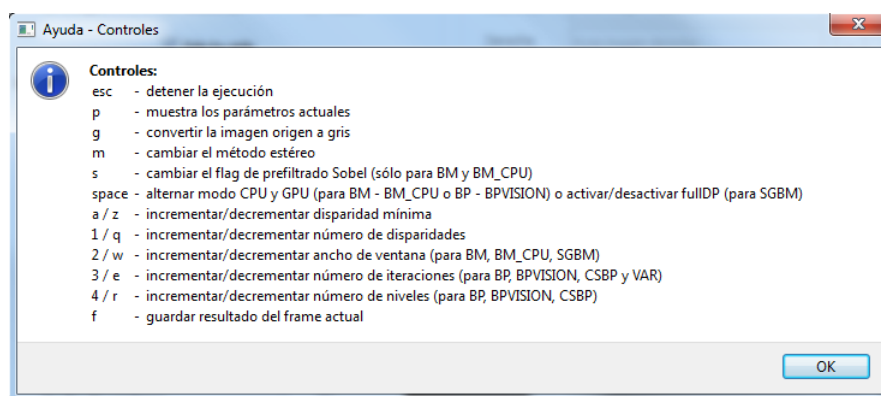 Ayuda - Controles
Controles:
esc - detener la ejecución
p - muestra los parámetros actuales
g - convertir la imagen origen a gris
m - cambiar el método estéreo
s - cambiar el flag de prefiltrado Sobel (sólo para BM y BM_CPU)
space - alternar modo CPU y GPU (para BM - BM_CPU o BP - BPVISION) o activar/desactivar fullDP (para SGBM)
a / z - incrementar/decrementar disparidad mínima
1 / q - incrementar/decrementar número de disparidades
2 / w - incrementar/decrementar ancho de ventana (para BM, BM_CPU, SGBM)
3 / e - incrementar/decrementar número de iteraciones (para BP, BPVISION, CSBP y VAR)
4 / r - incrementar/decrementar número de niveles (para BP, BPVISION, CSBP)
f - guardar resultado del frame actual
OK